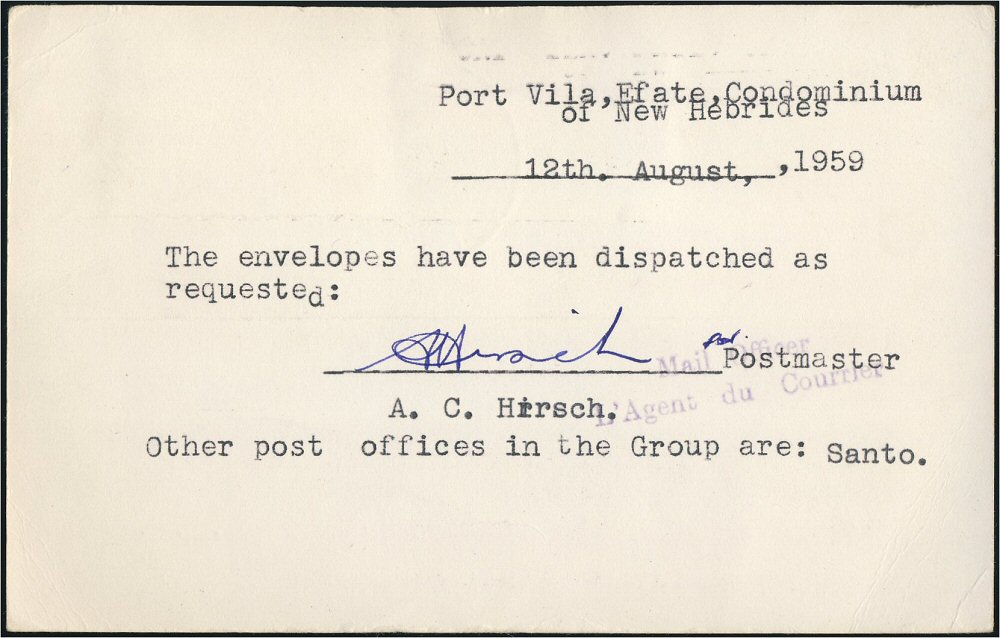 Port Vila,Efate,Condominium
of New Hebrides
12th. August, ,1959
The envelopes have been dispatched as
requested:
A Hirsch for Postmaster
Mail Officer
L'Agent du Courrier
A. C. Hirsch.
Other post offices in the Group are: Santo.